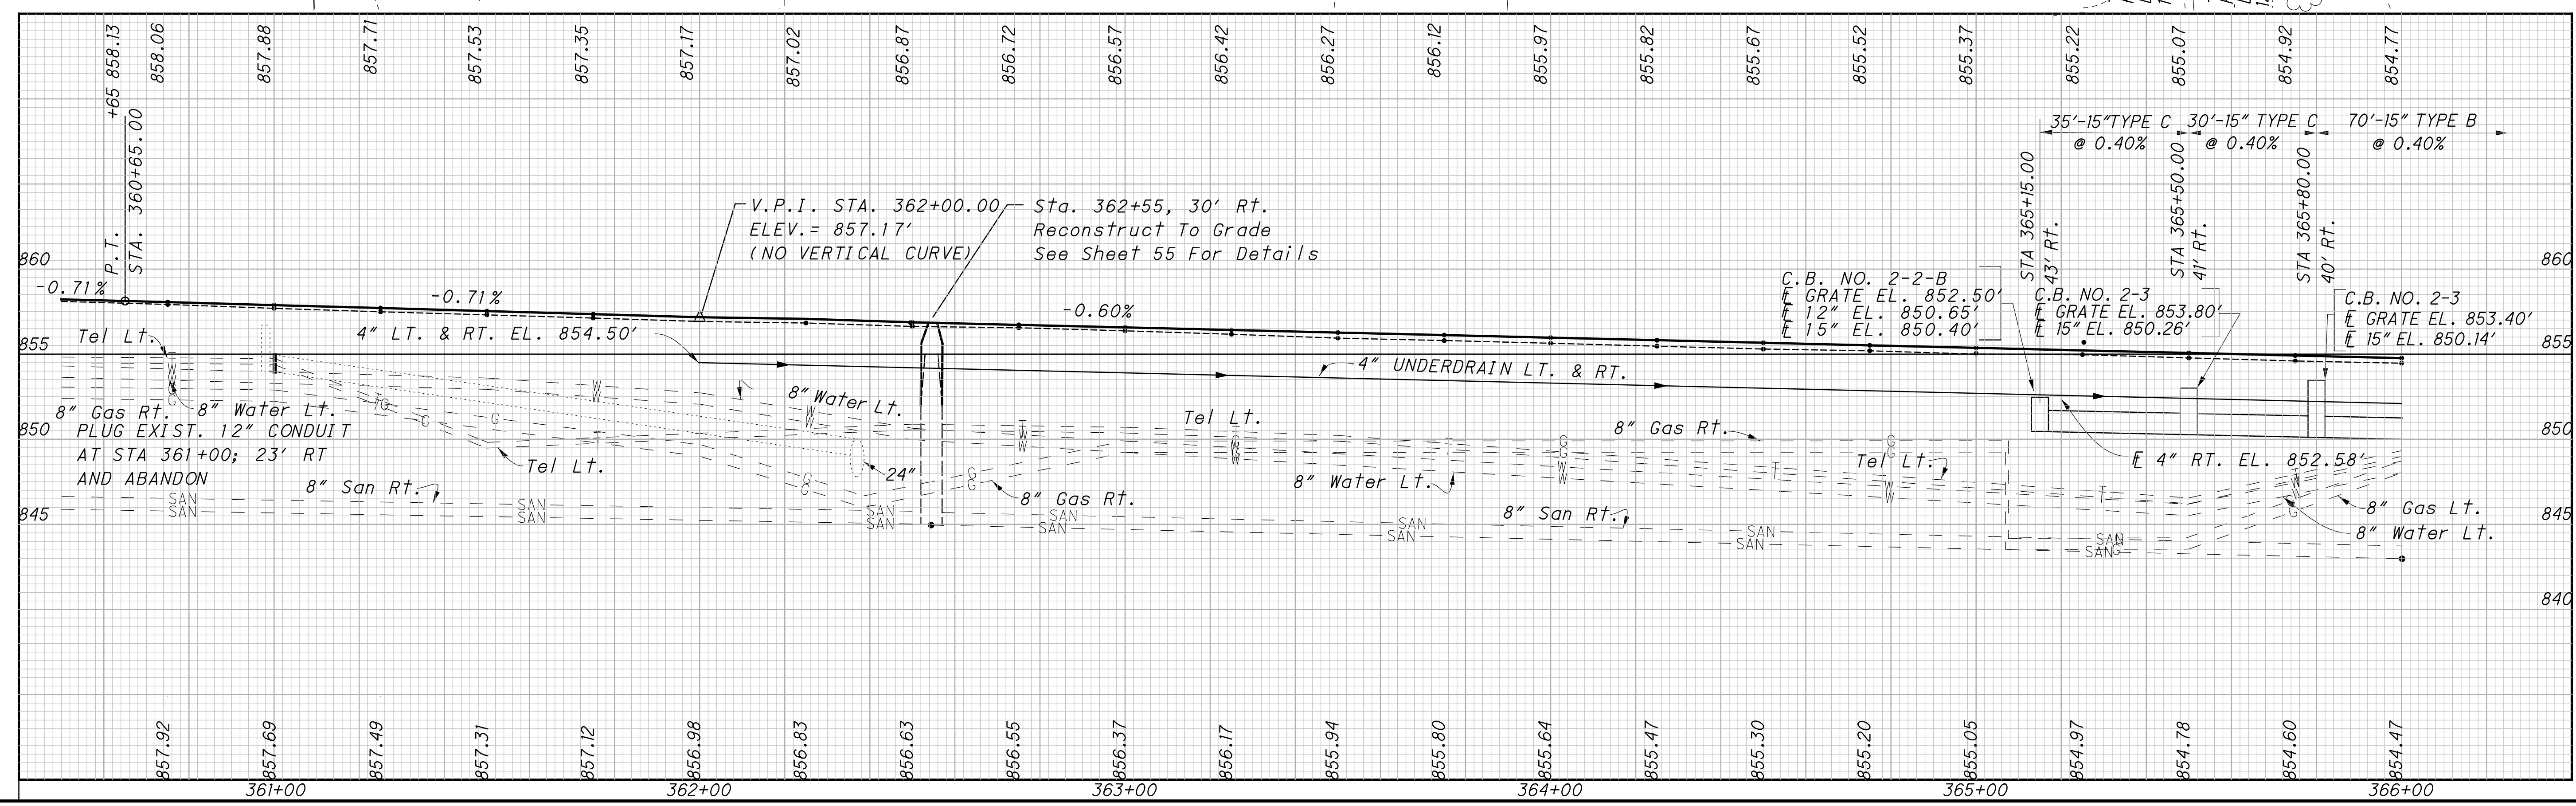 +65 858.13
858.06
857.88
857.71
857.53
857.35
857.17
857.02
856.87
856.72
856.57
856.42
856.27
856.12
855.97
855.82
855.67
855.52
855.37
855.22
855.07
854.92
854.77
P.T.
STA. 360+65.00
35'-15"TYPE C
@ 0.40%
30'-15" TYPE C
@ 0.40%
70'-15" TYPE B
@ 0.40%
STA 365+15.00
43' Rt.
STA 365+50.00
41' Rt.
STA 365+80.00
40' Rt.
V.P.I. STA. 362+00.00
ELEV.= 857.17'
(NO VERTICAL CURVE)
Sta. 362+55, 30' Rt.
Reconstruct To Grade
See Sheet 55 For Details
860
860
-0.71%
-0.71%
-0.60%
C.B. NO. 2-2-B
GRATE EL. 852.50'
12" EL. 850.65'
15" EL. 850.40'
C.B. NO. 2-3
GRATE EL. 853.80'
15" EL. 850.26'
C.B. NO. 2-3
GRATE EL. 853.40'
15" EL. 850.14'
Tel Lt.
4" LT. & RT. EL. 854.50'
855
855
4" UNDERDRAIN LT. & RT.
8" Gas Rt.
8" Water Lt.
8" Water Lt.
Tel Lt.
850
850
PLUG EXIST. 12" CONDUIT
AT STA 361+00; 23' RT
AND ABANDON
Tel Lt.
24"
8" Gas Rt.
4" RT. EL. 852.58'
Tel Lt.
8" San Rt.
8" Gas Rt.
8" Water Lt.
8" San Rt.
8" Gas Lt.
8" Water Lt.
845
845
SAN
SAN
SAN
SAN
SAN
SAN
SAN
SAN
SAN
SAN
SAN
SAN
SAN
SAN
840
857.92
857.69
857.49
857.31
857.12
856.98
856.83
856.63
856.55
856.37
856.17
855.94
855.80
855.64
855.47
855.30
855.20
855.05
854.97
854.78
854.60
854.47
361+00
362+00
363+00
364+00
365+00
366+00